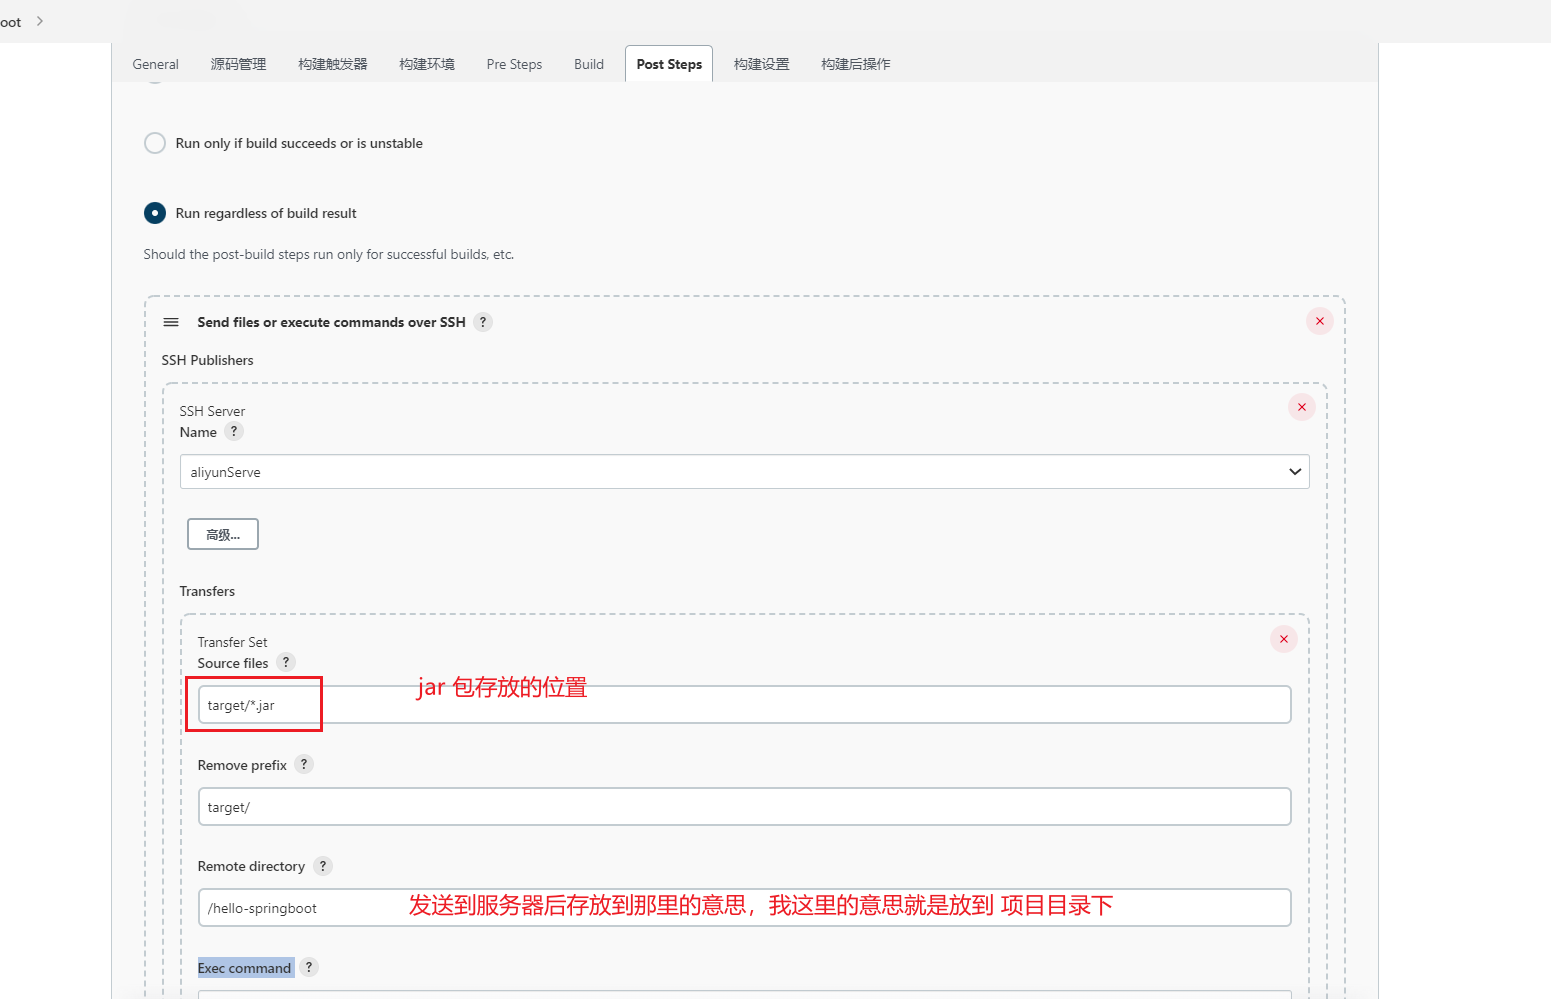 oot
General 源码管理 构建触发器 构建环境 Pre Steps Build Post Steps 构建设置 构建后操作
Run only if build succeeds or is unstable
Run regardless of build result
Should the post-build steps run only for successful builds, etc.
Send files or execute commands over SSH ?
SSH Publishers
SSH Server
Name ?
aliyunServe
高级...
Transfers
Transfer Set
Source files ?
jar 包存放的位置
target/*.jar
Remove prefix ?
target/
Remote directory ?
/hello-springboot 发送到服务器后存放到那里的意思，我这里的意思就是放到 项目目录下
Exec command ?